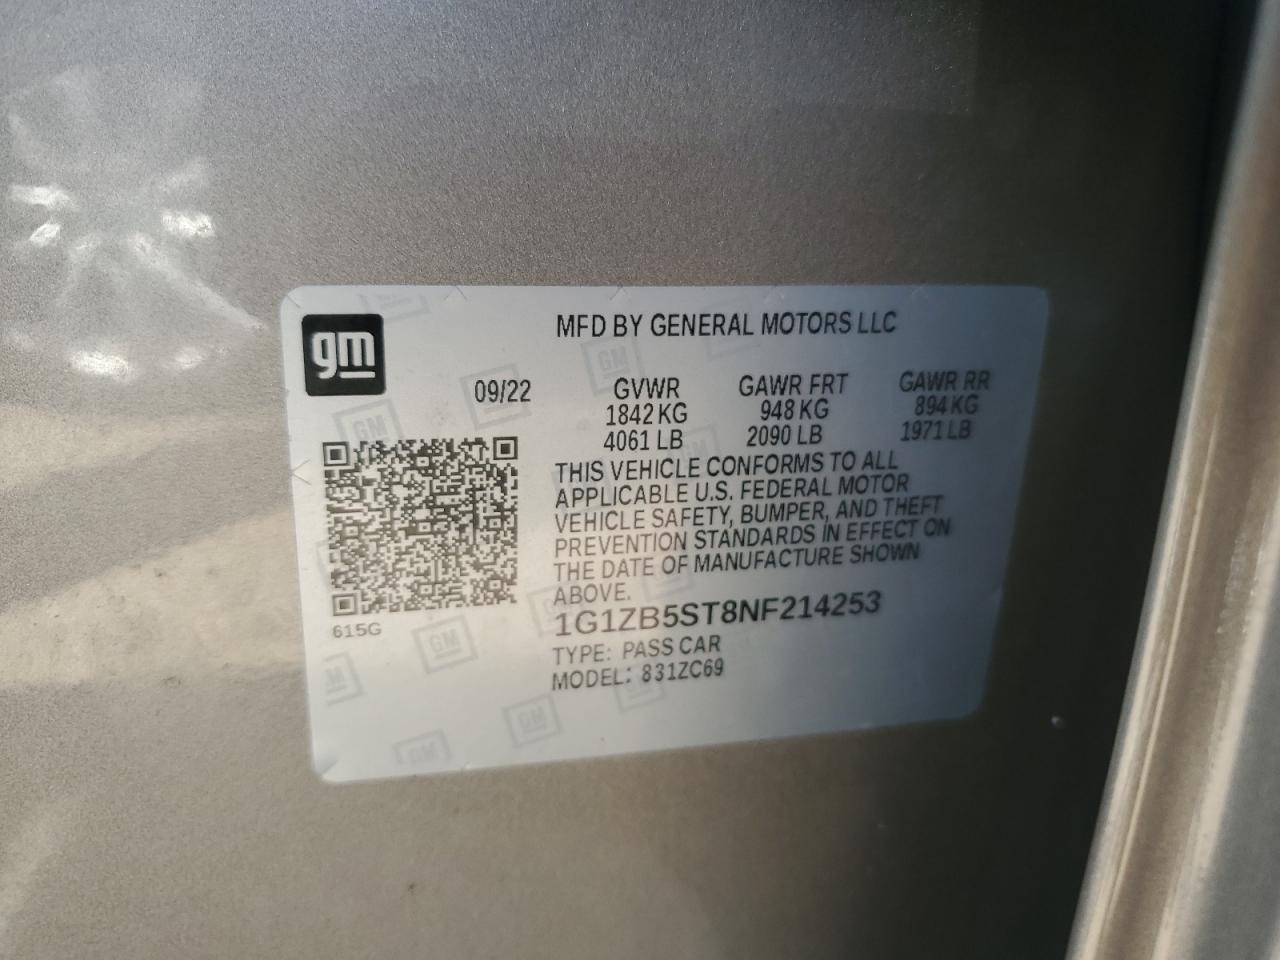 gm
MFD BY GENERAL MOTORS LLC
09/22 GVWR GAWR FRT GAWR RR
1842 KG 948 KG 894 KG
4061 LB 2090 LB 1971 LB
THIS VEHICLE CONFORMS TO ALL
APPLICABLE U.S. FEDERAL MOTOR
VEHICLE SAFETY, BUMPER, AND THEFT
PREVENTION STANDARDS IN EFFECT ON
THE DATE OF MANUFACTURE SHOWN
ABOVE.
1G1ZB5ST8NF214253
615G
TYPE: PASS CAR
MODEL: 831ZC69